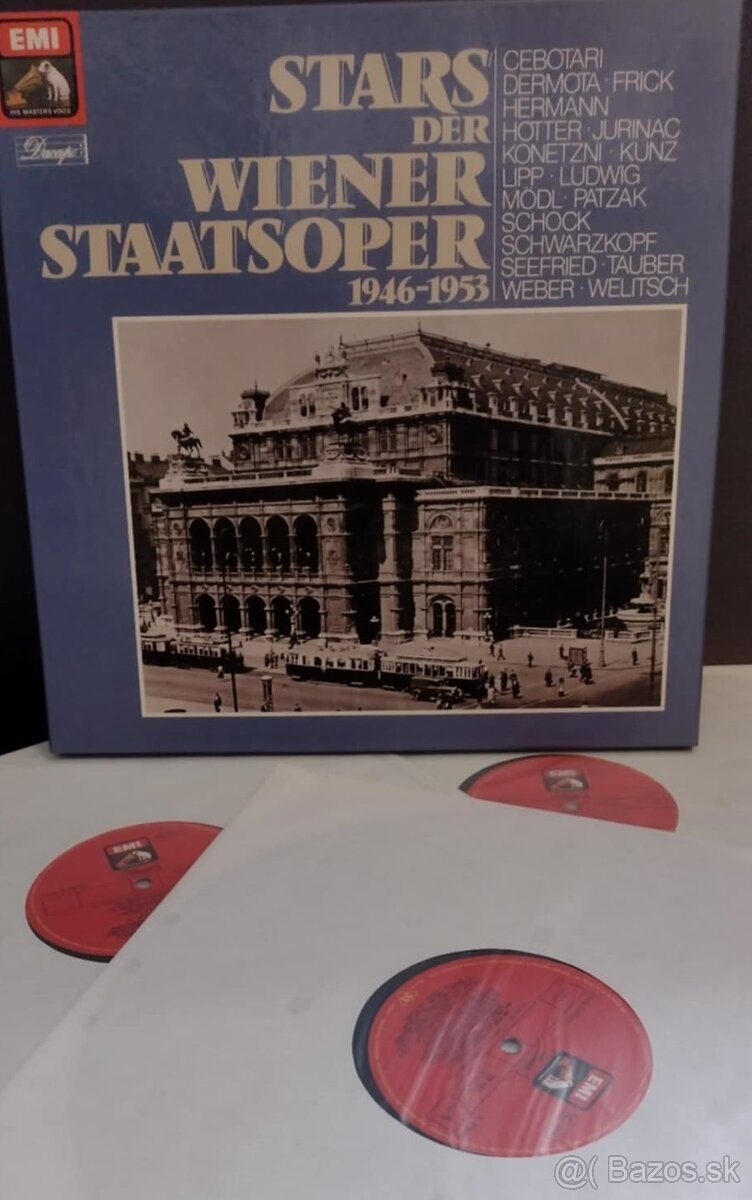 EMI
HIS MASTER'S VOICE
Dacapo
STARS
DER
WIENER
STAATSOPER
1946-1953
CEBOTARI
DERMOTA · FRICK
HERMANN
HOTTER · JURINAC
KONETZNI · KUNZ
LIPP · LUDWIG
MÖDL · PATZAK
SCHOCK
SCHWARZKOPF
SEEFRIED · TAUBER
WEBER · WELITSCH
EMI
EMI
EMI
@( Bazos.sk